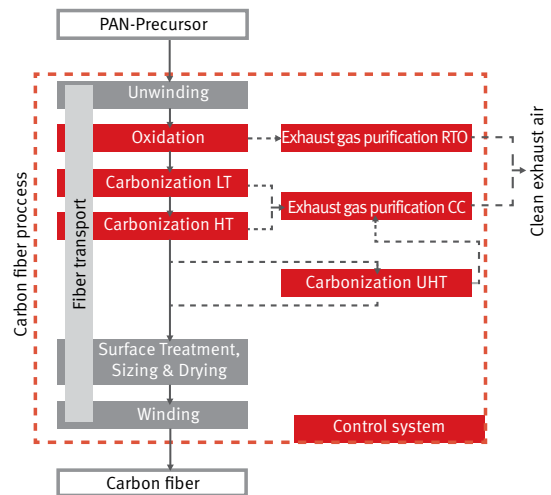 PAN-Precursor
Unwinding
Oxidation
Exhaust gas purification RTO
Carbonization LT
Exhaust gas purification CC
Carbonization HT
Carbonization UHT
Surface Treatment,
Sizing & Drying
Winding
Control system
Carbon fiber
Carbon fiber proccess
Fiber transport
Clean exhaust air